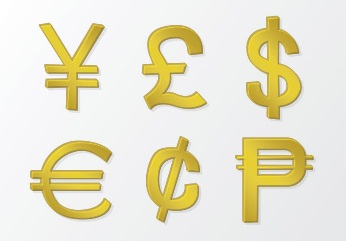 ¥ £ $
€ ¢ ₱